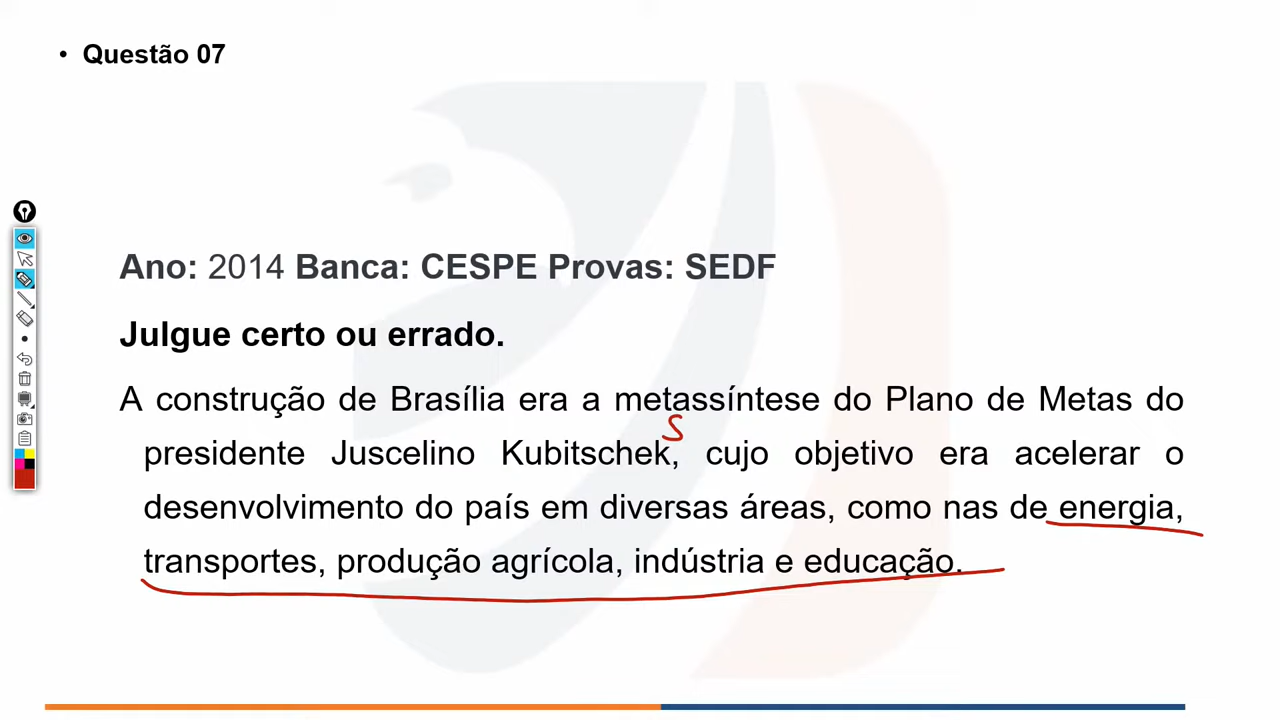 • Questão 07
Ano: 2014 Banca: CESPE Provas: SEDF
Julgue certo ou errado.
A construção de Brasília era a metassíntese do Plano de Metas do
S
presidente Juscelino Kubitschek, cujo objetivo era acelerar o
desenvolvimento do país em diversas áreas, como nas de energia,
transportes, produção agrícola, indústria e educação.